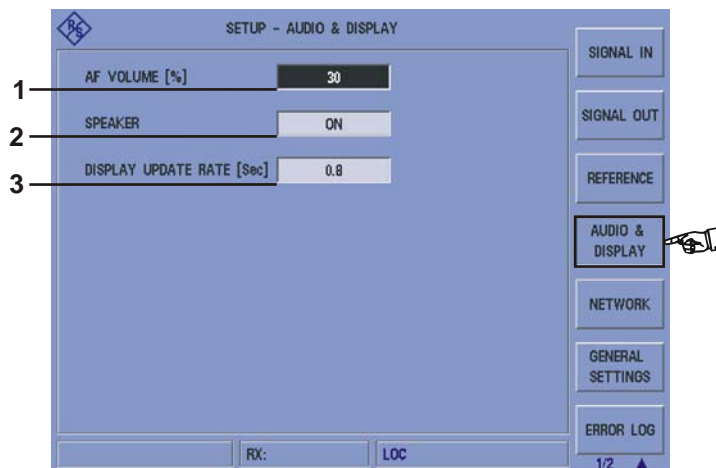 R&S
SETUP - AUDIO & DISPLAY
1
AF VOLUME [%]
30
2
SPEAKER
ON
3
DISPLAY UPDATE RATE [Sec]
0.8
SIGNAL IN
SIGNAL OUT
REFERENCE
AUDIO &
DISPLAY
NETWORK
GENERAL
SETTINGS
ERROR LOG
1/2
RX:
LOC